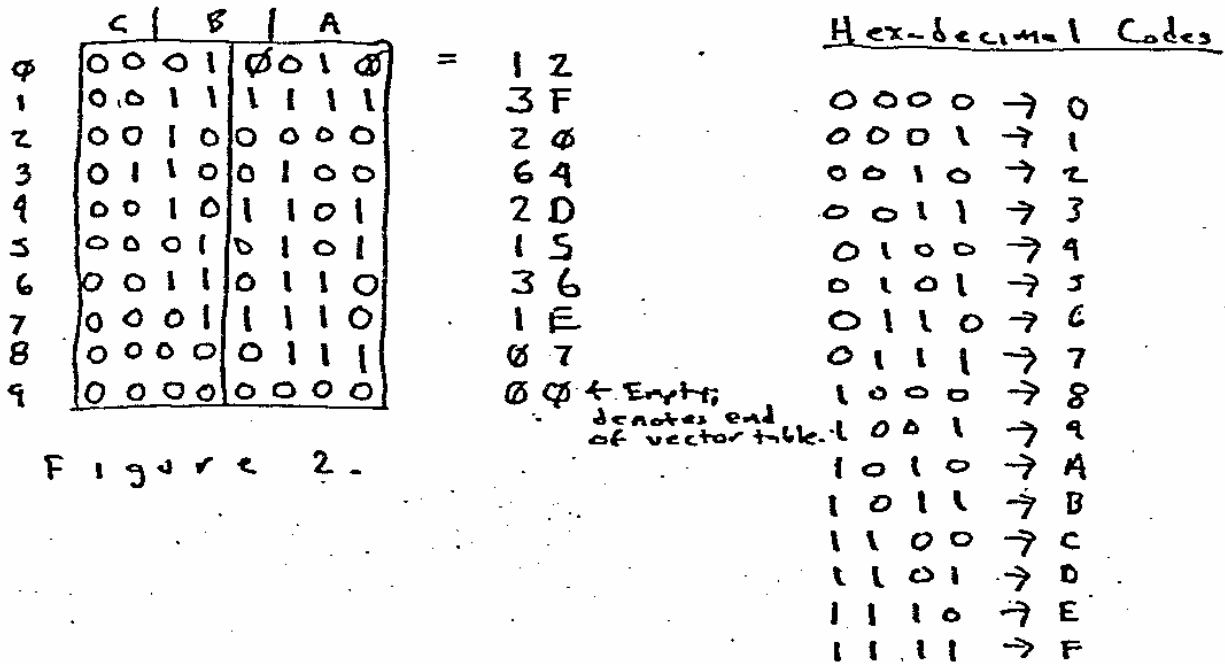 C | B | A
Ø 0 0 0 1 Ø 0 1 Ø = 1 2
1 0 0 1 1 1 1 1 1 3 F
2 0 0 1 0 0 0 0 0 2 Ø
3 0 1 1 0 0 1 0 0 6 4
4 0 0 1 0 1 1 0 1 2 D
5 0 0 0 1 0 1 0 1 1 5
6 0 0 1 1 0 1 1 0 3 6
7 0 0 0 1 1 1 1 0 1 E
8 0 0 0 0 0 1 1 1 Ø 7
9 0 0 0 0 0 0 0 0 Ø Ø ← Empty;
denotes end
of vector table.
Figure 2.
Hex-decimal Codes
0 0 0 0 → 0
0 0 0 1 → 1
0 0 1 0 → 2
0 0 1 1 → 3
0 1 0 0 → 4
0 1 0 1 → 5
0 1 1 0 → 6
0 1 1 1 → 7
1 0 0 0 → 8
1 0 0 1 → 9
1 0 1 0 → A
1 0 1 1 → B
1 1 0 0 → C
1 1 0 1 → D
1 1 1 0 → E
1 1 1 1 → F